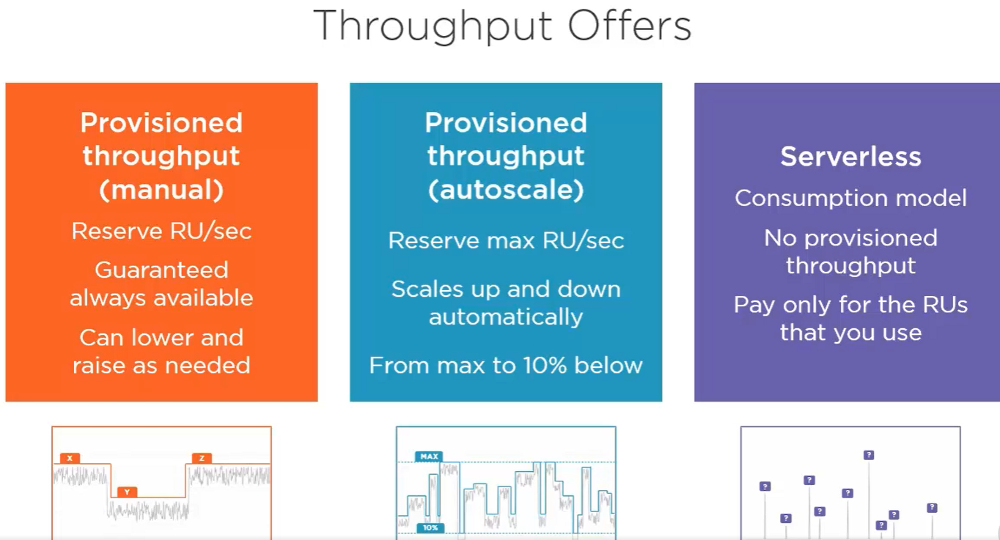 Throughput Offers
Provisioned
throughput
(manual)
Reserve RU/sec
Guaranteed
always available
Can lower and
raise as needed
Provisioned
throughput
(autoscale)
Reserve max RU/sec
Scales up and down
automatically
From max to 10% below
Serverless
Consumption model
No provisioned
throughput
Pay only for the RUs
that you use
X
Y
Z
MAX
10%
?
?
?
?
?
?
?
?
?